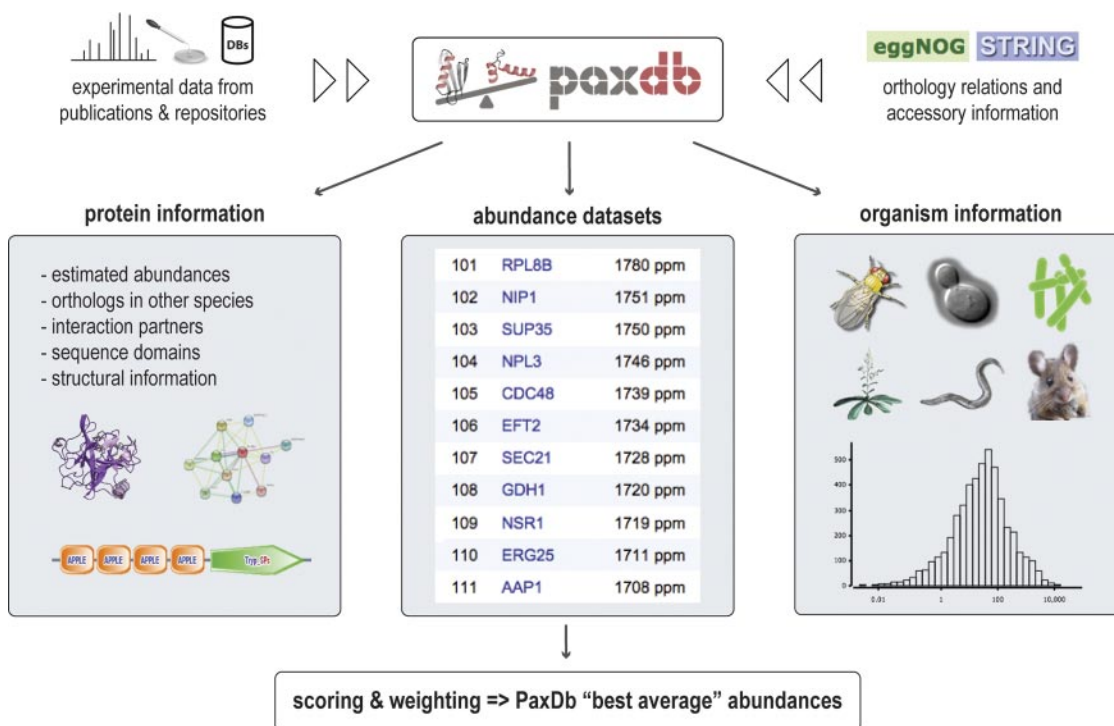 DBs
experimental data from
publications & repositories
paxdb
eggNOG STRING
orthology relations and
accessory information
protein information
- estimated abundances
- orthologs in other species
- interaction partners
- sequence domains
- structural information
APPLE APPLE APPLE APPLE Tryp_SPc
abundance datasets
101 RPL8B 1780 ppm
102 NIP1 1751 ppm
103 SUP35 1750 ppm
104 NPL3 1746 ppm
105 CDC48 1739 ppm
106 EFT2 1734 ppm
107 SEC21 1728 ppm
108 GDH1 1720 ppm
109 NSR1 1719 ppm
110 ERG25 1711 ppm
111 AAP1 1708 ppm
organism information
500
400
300
200
100
0
0.01 1 100 10,000
scoring & weighting => PaxDb “best average” abundances